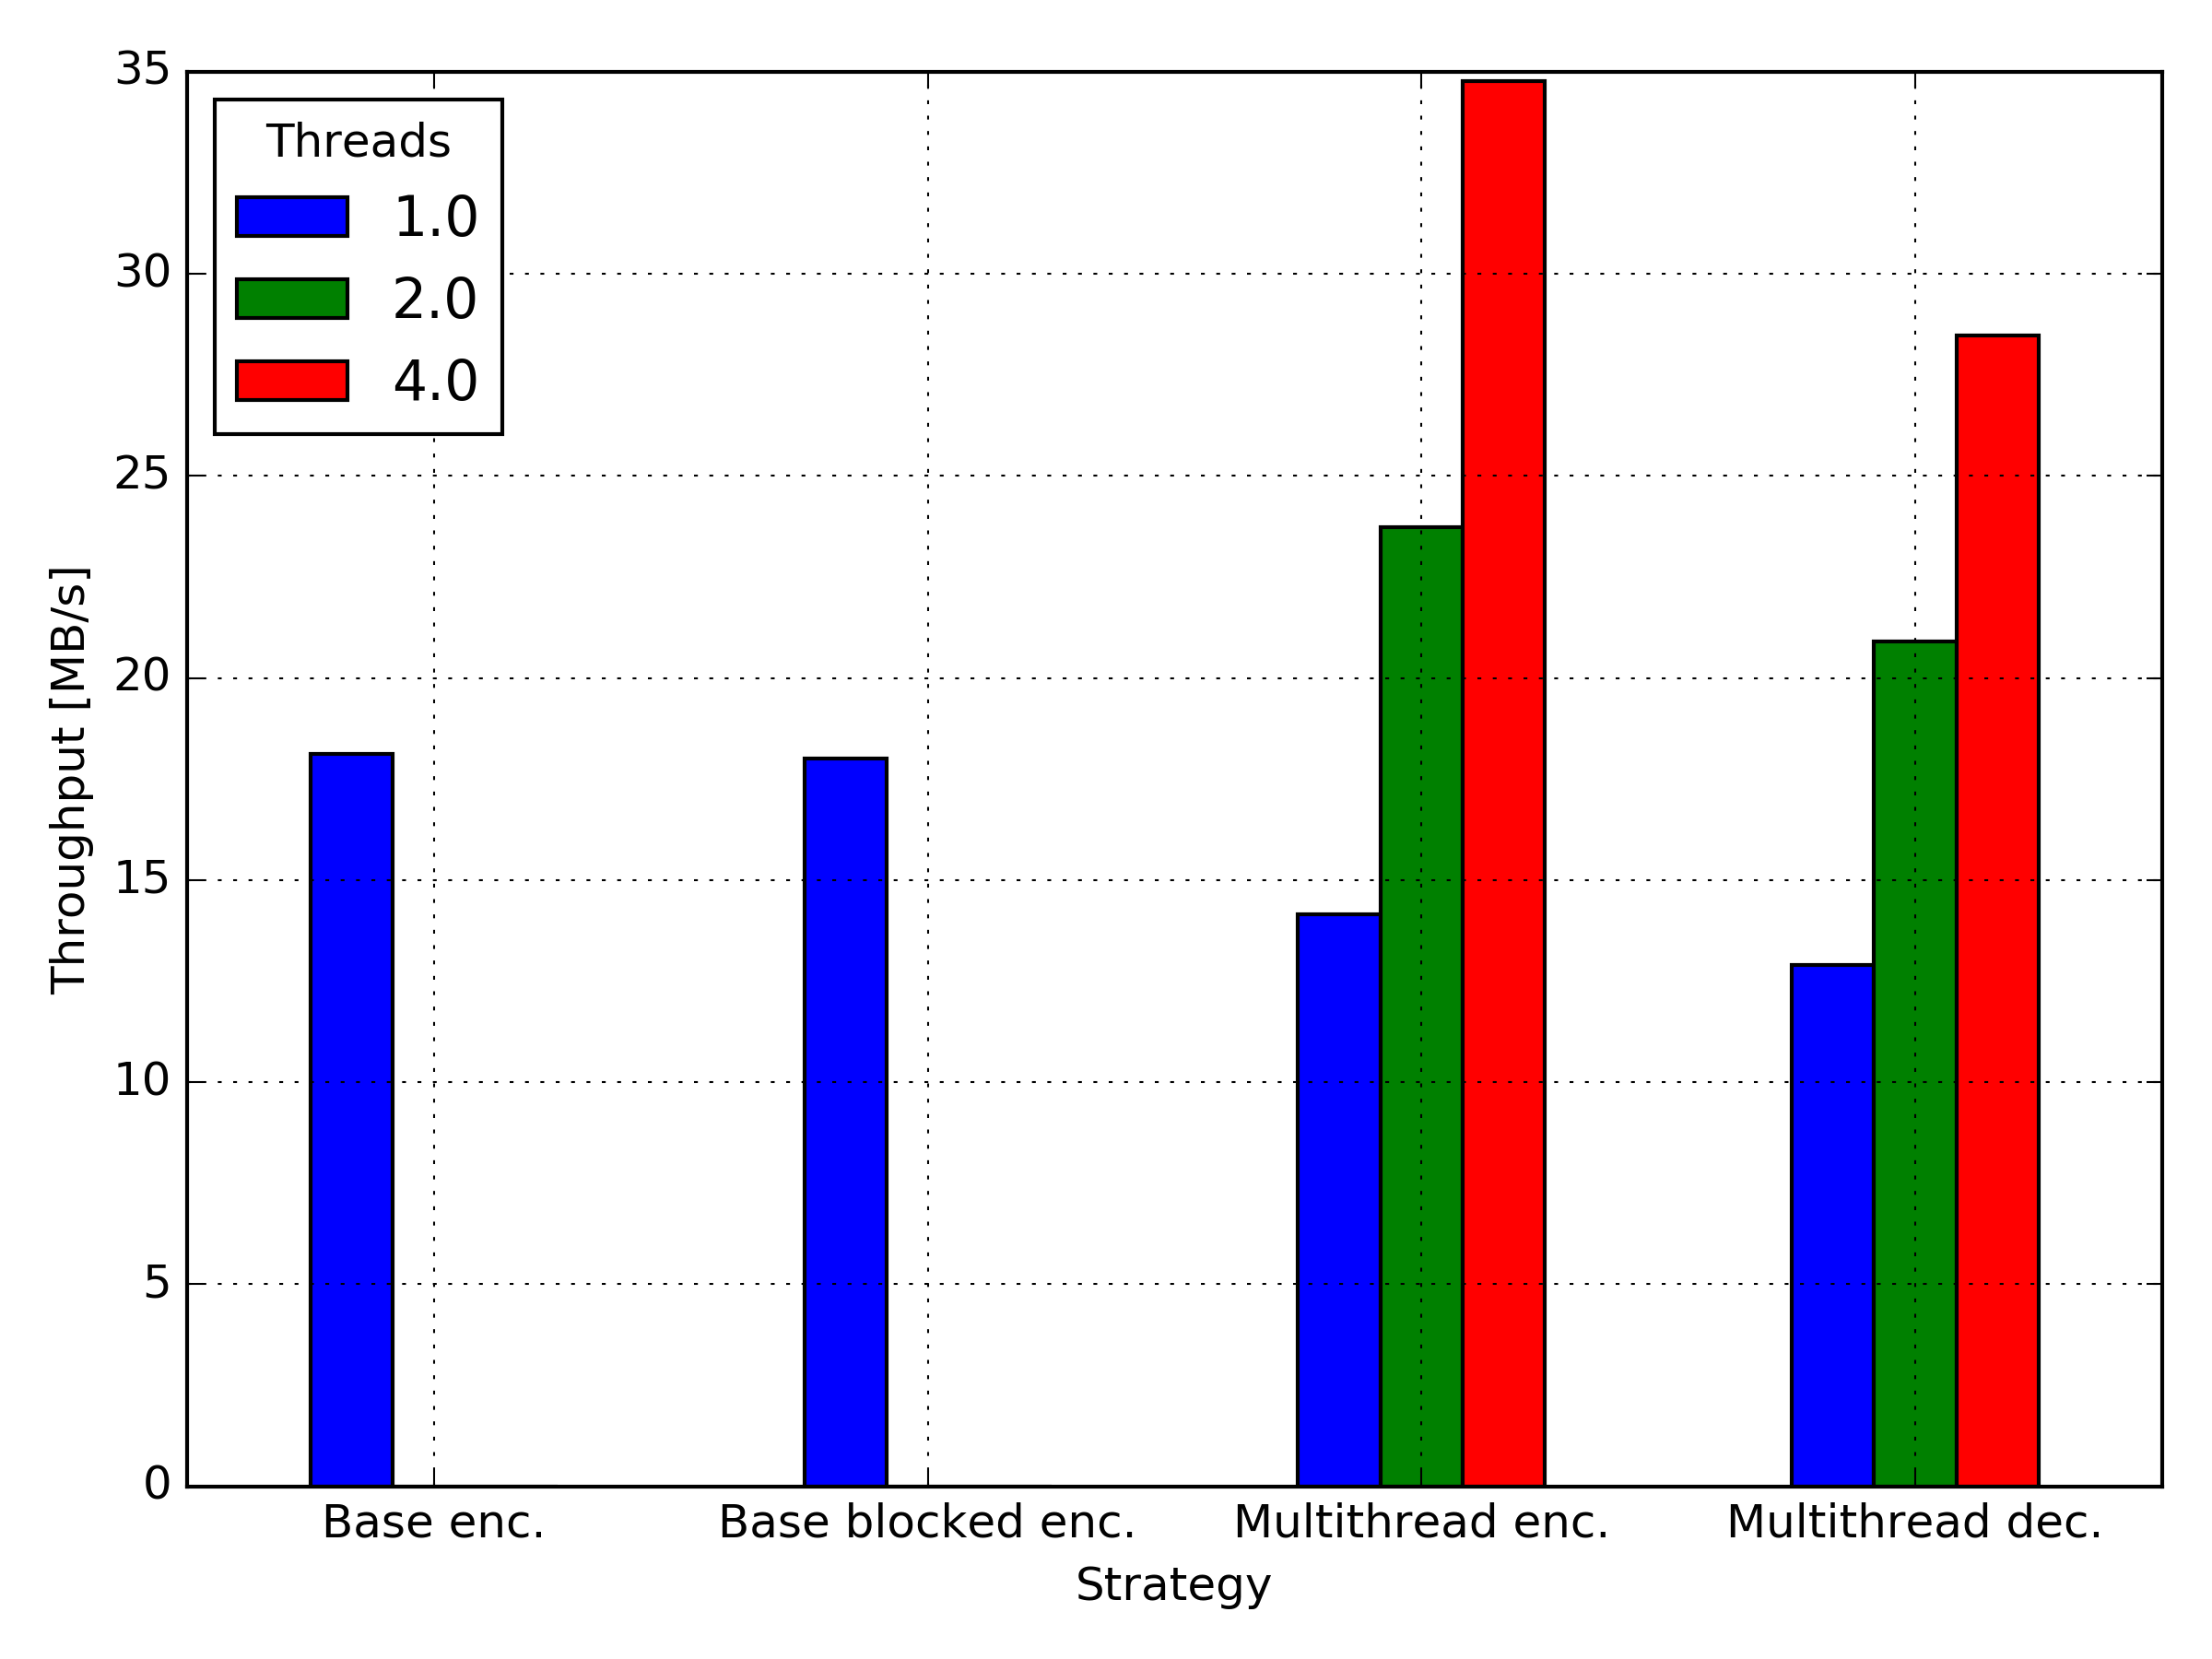 35
30
25
20
15
10
5
0
Throughput [MB/s]
Threads
1.0
2.0
4.0
Base enc.
Base blocked enc.
Multithread enc.
Multithread dec.
Strategy